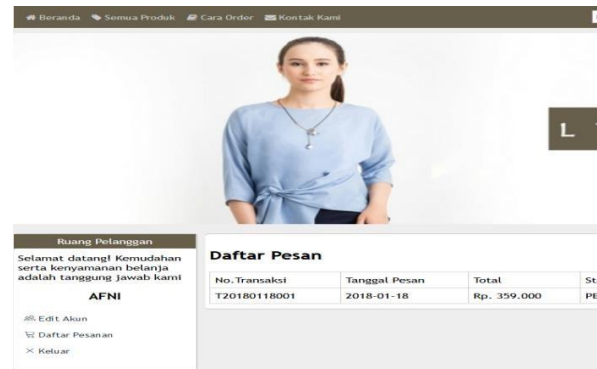 Beranda Semua Produk Cara Order Kontak Kami
L
Ruang Pelanggan
Selamat datang! Kemudahan
serta kenyamanan belanja
adalah tanggung jawab kami
AFNI
Edit Akun
Daftar Pesanan
Keluar
Daftar Pesan
No.Transaksi Tanggal Pesan Total St
T20180118001 2018-01-18 Rp. 359.000